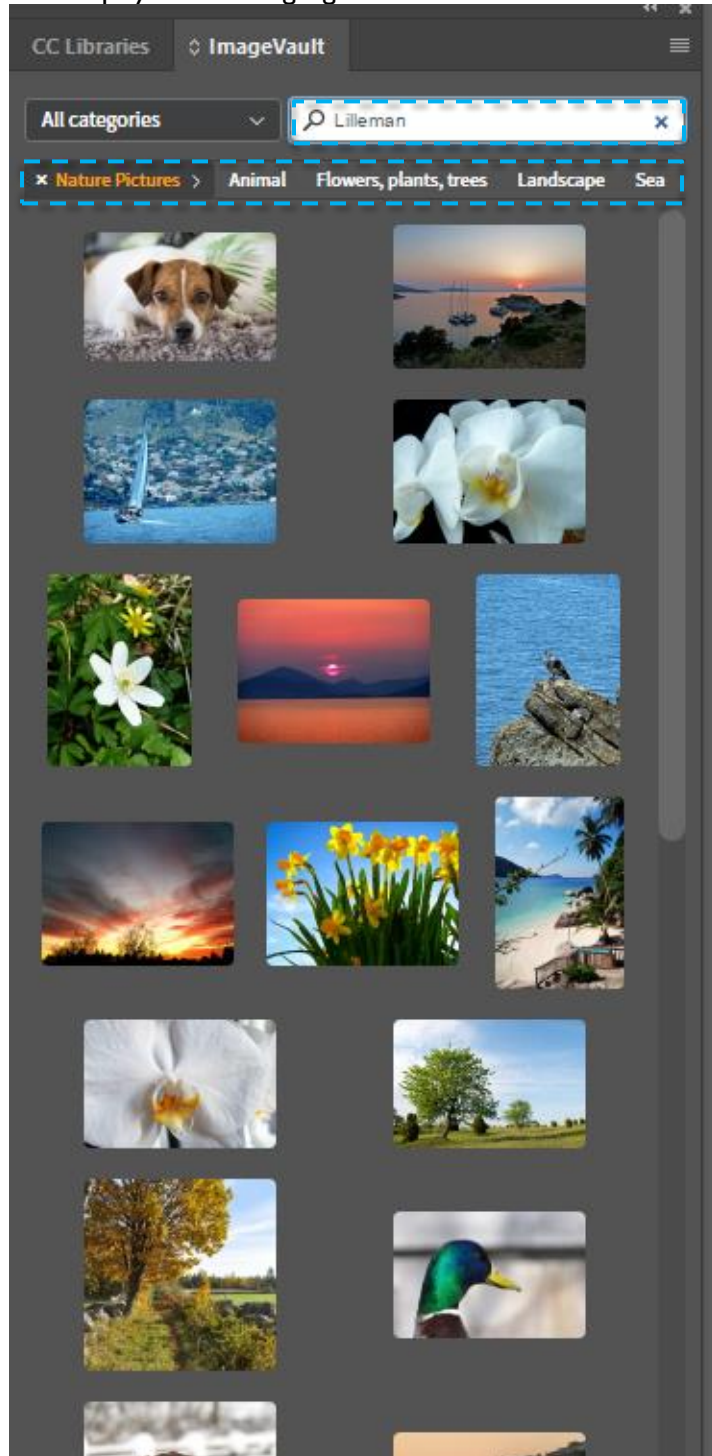 CC Libraries ImageVault
All categories Lilleman
× Nature Pictures > Animal Flowers, plants, trees Landscape Sea